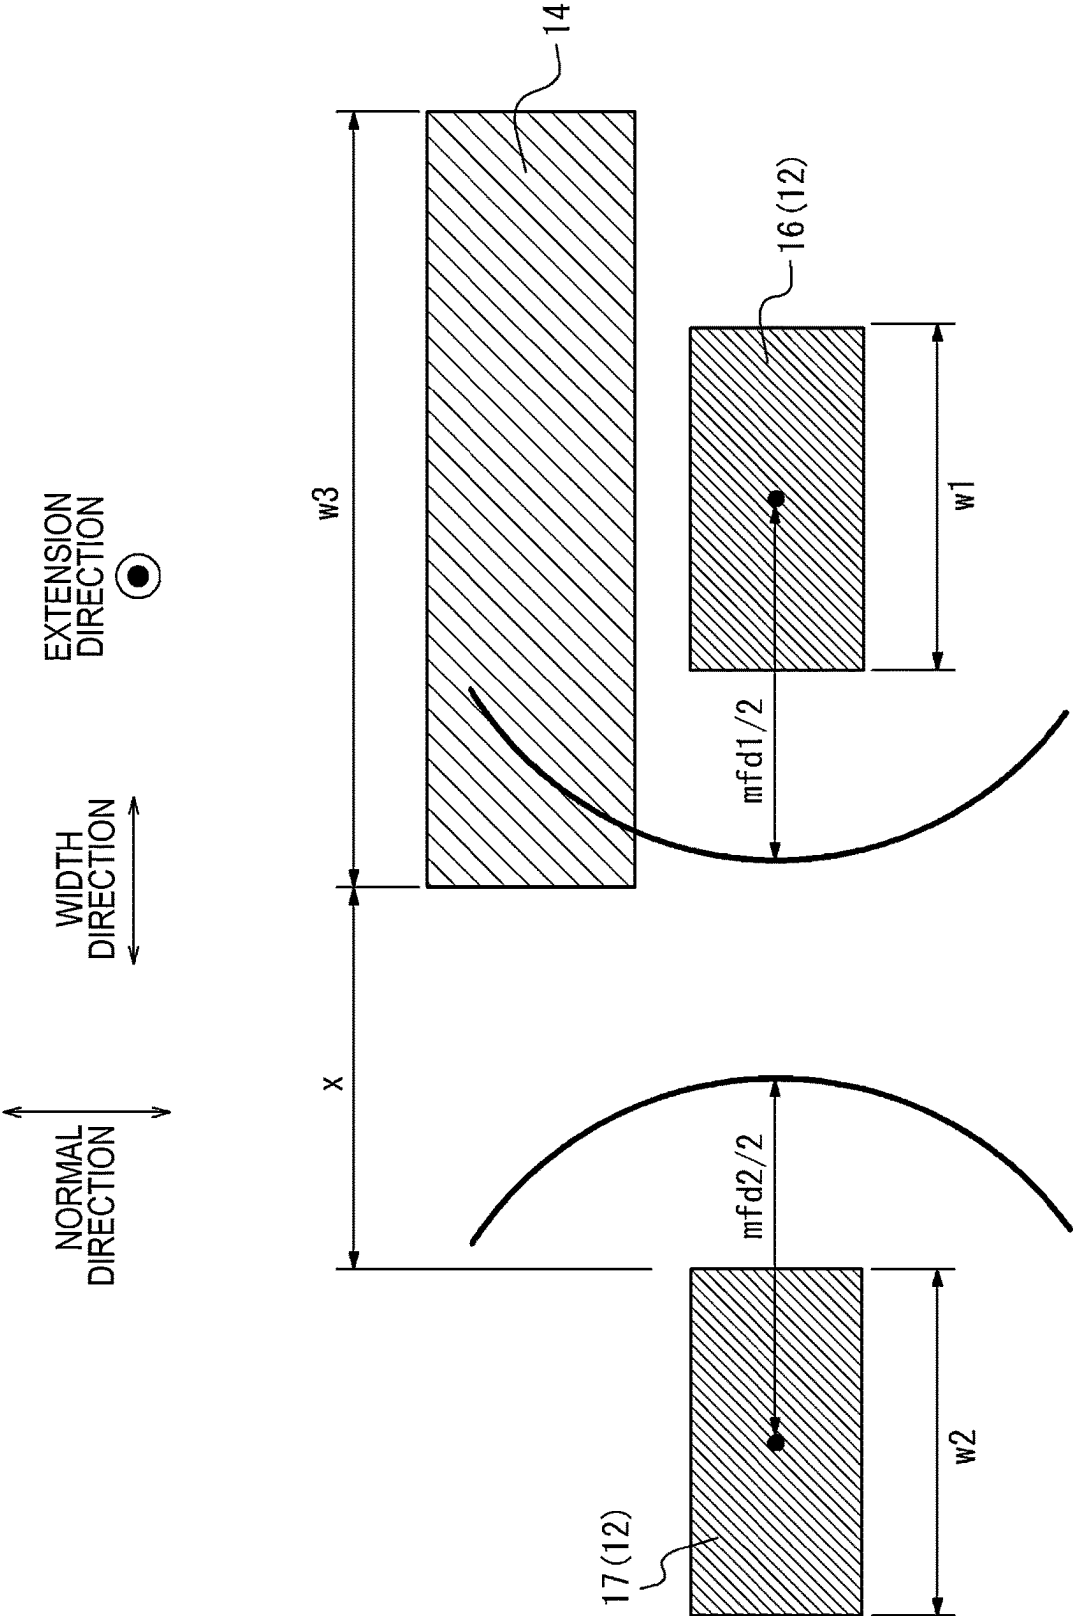 NORMAL
DIRECTION
WIDTH
DIRECTION
EXTENSION
DIRECTION
x
w3
14
17(12)
mfd2/2
mfd1/2
16(12)
w2
w1